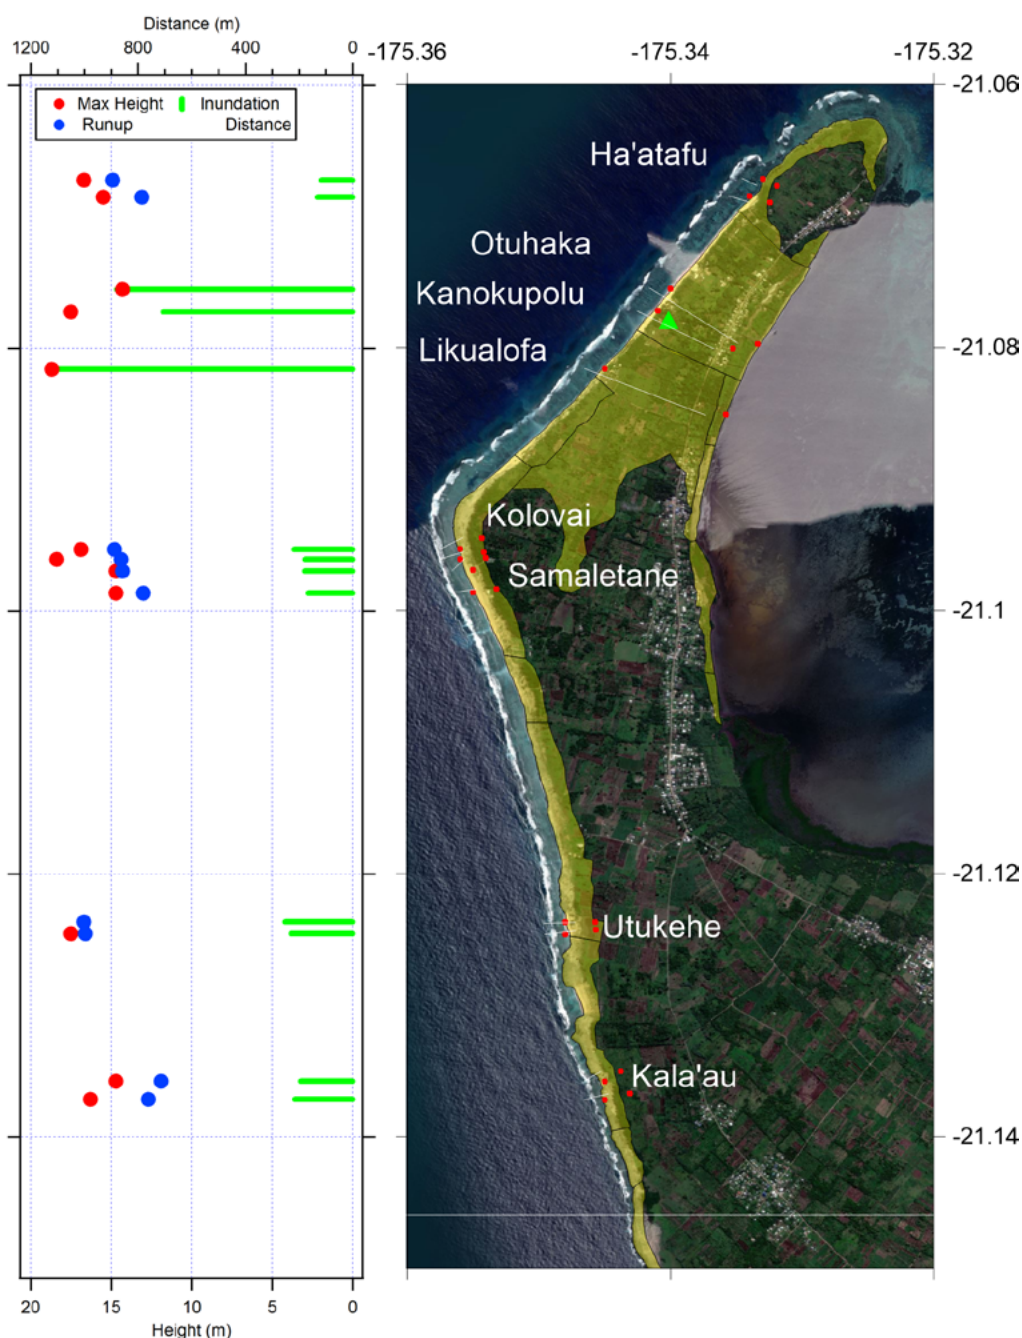 Distance (m)
1200 800 400 0
-175.36 -175.34 -175.32
Max Height Inundation
Runup Distance
-21.06
Ha'atafu
Otuhaka
Kanokupolu
Likualofa
-21.08
Kolovai
Samaletane
-21.1
-21.12
Utukehe
Kala'au
-21.14
20 15 10 5 0
Height (m)